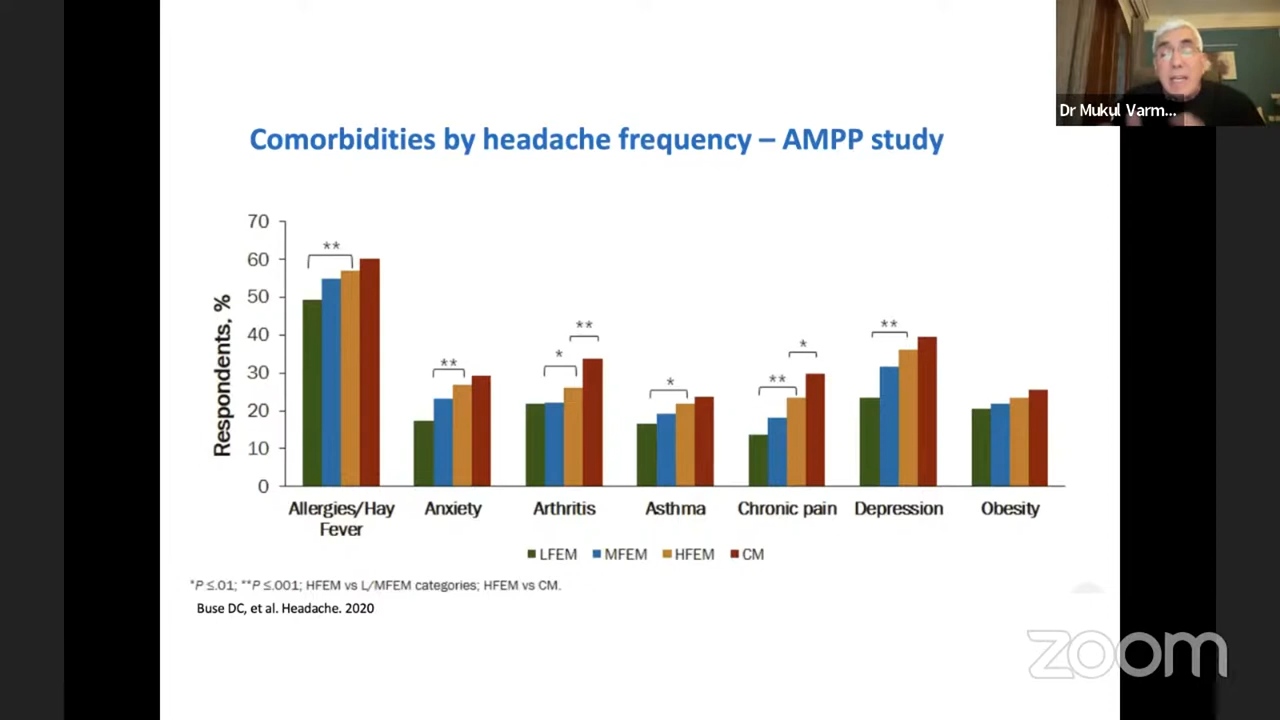 Dr Mukul Varm...
Comorbidities by headache frequency – AMPP study
Respondents, %
70
60
50
40
30
20
10
0
**
**
*
**
*
**
*
**
Allergies/Hay Fever
Anxiety
Arthritis
Asthma
Chronic pain
Depression
Obesity
LFEM MFEM HFEM CM
*P ≤.01; **P ≤.001; HFEM vs L/MFEM categories; HFEM vs CM.
Buse DC, et al. Headache. 2020
zoom